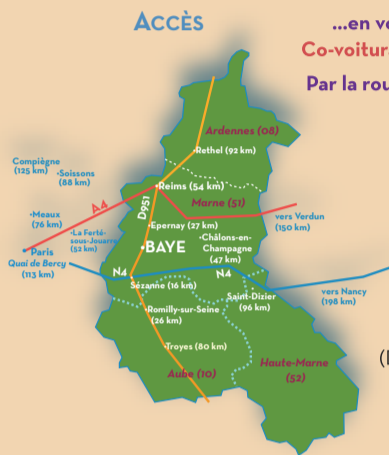 ACCÈS
...en vo
Co-voitura
Par la rou
Ardennes (08)
Rethel (92 km)
Compiègne
(125 km)
Soissons
(88 km)
Reims (54 km)
A4
Marne (51)
D951
Meaux
(76 km)
vers Verdun
(150 km)
Epernay (27 km)
La Ferté-
sous-Jouarre
(52 km)
Châlons-en-
Champagne
(47 km)
BAYE
Paris
Quai de Bercy
(113 km)
N4
N4
Sézanne (16 km)
Saint-Dizier
(96 km)
vers Nancy
(198 km)
Romilly-sur-Seine
(26 km)
Troyes (80 km)
Haute-Marne
(52)
Aube (10)